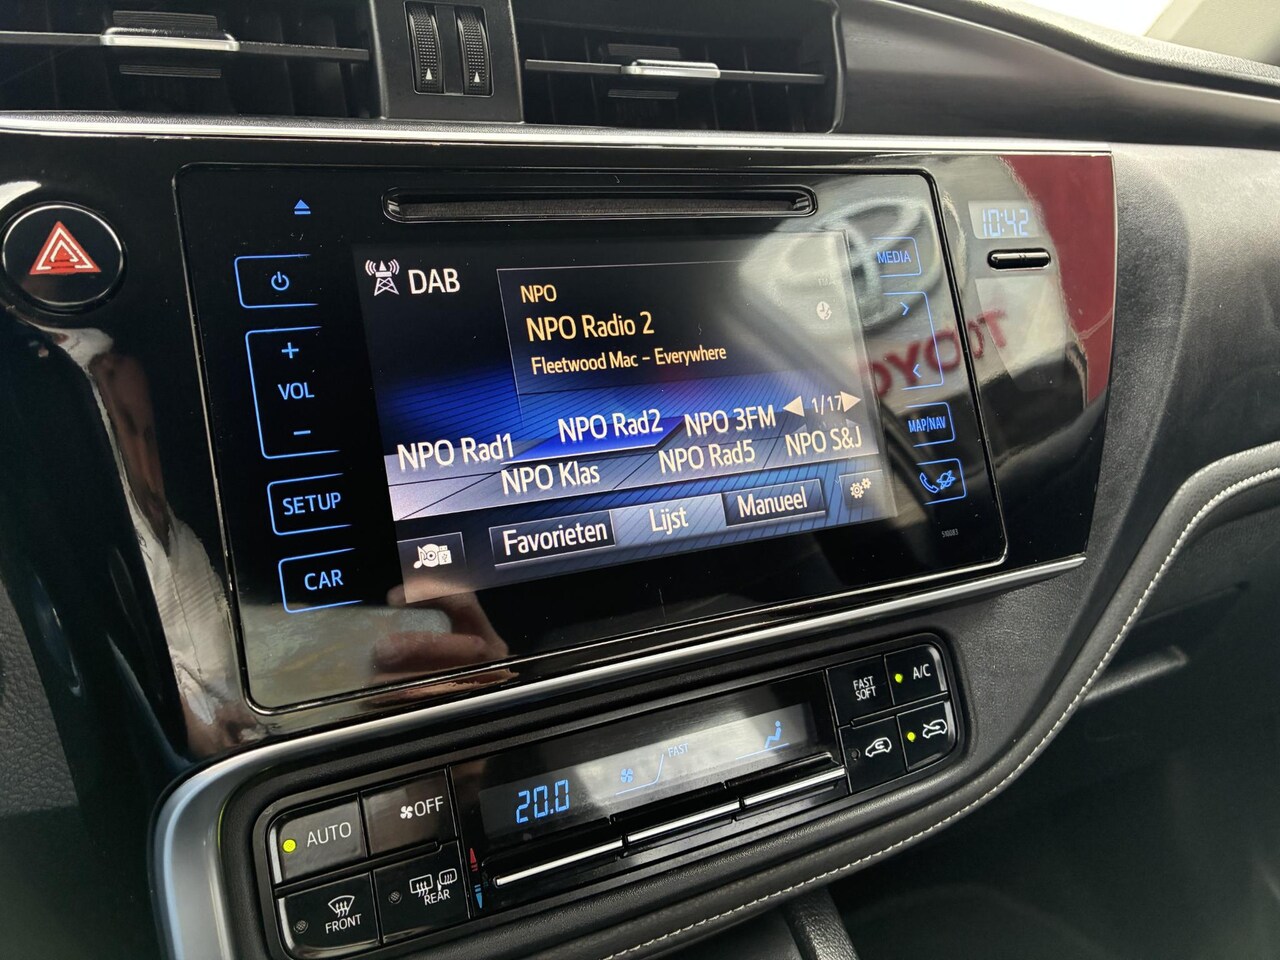 10:42
MEDIA
DAB
NPO
NPO Radio 2
Fleetwood Mac - Everywhere
+
VOL
-
TOYO
MAP/NAV
1/17
NPO Rad1
NPO Rad2
NPO 3FM
NPO Klas
NPO Rad5
NPO S&J
SETUP
Favorieten
Lijst
Manueel
510083
CAR
FAST
SOFT
A/C
FAST
20.0
AUTO
OFF
FRONT
REAR